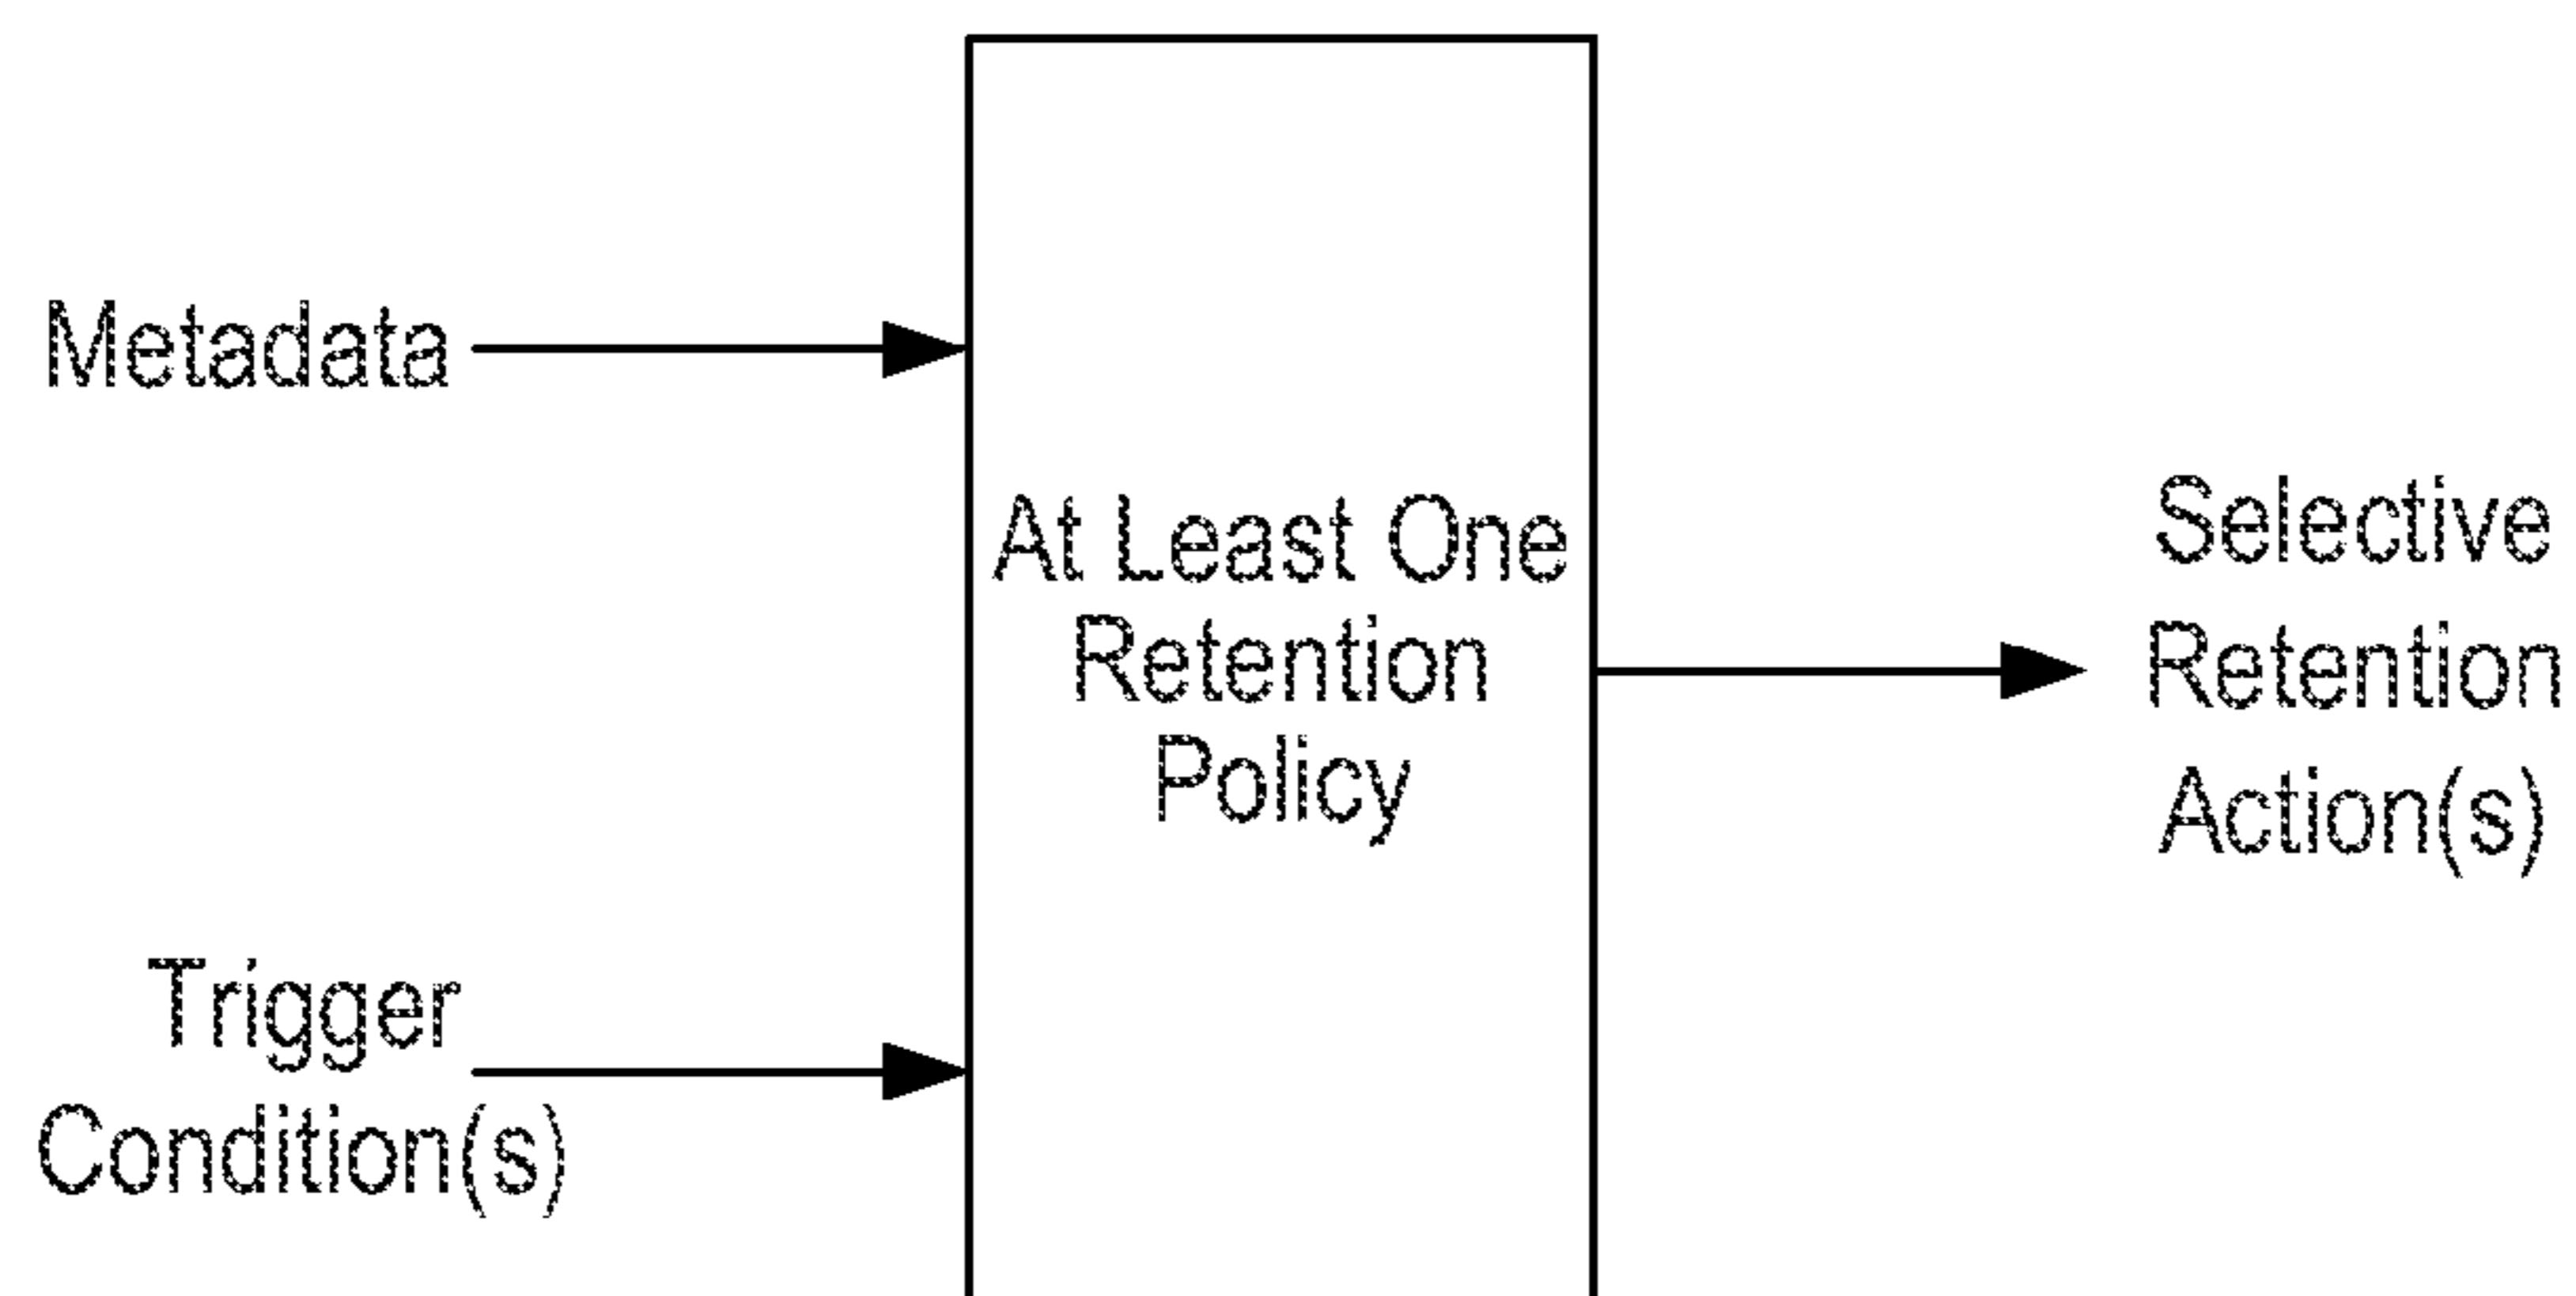 Metadata
Trigger
Condition(s)
At Least One
Retention
Policy
Selective
Retention
Action(s)